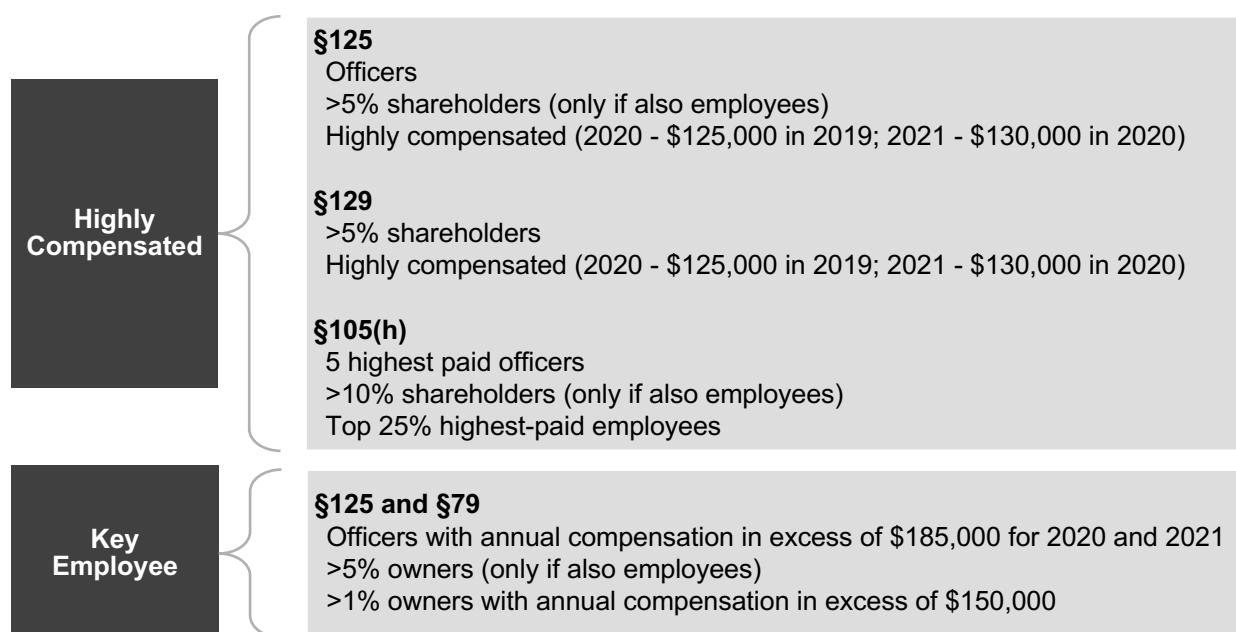 Highly
Compensated
§125
Officers
>5% shareholders (only if also employees)
Highly compensated (2020 - $125,000 in 2019; 2021 - $130,000 in 2020)
§129
>5% shareholders
Highly compensated (2020 - $125,000 in 2019; 2021 - $130,000 in 2020)
§105(h)
5 highest paid officers
>10% shareholders (only if also employees)
Top 25% highest-paid employees
Key
Employee
§125 and §79
Officers with annual compensation in excess of $185,000 for 2020 and 2021
>5% owners (only if also employees)
>1% owners with annual compensation in excess of $150,000